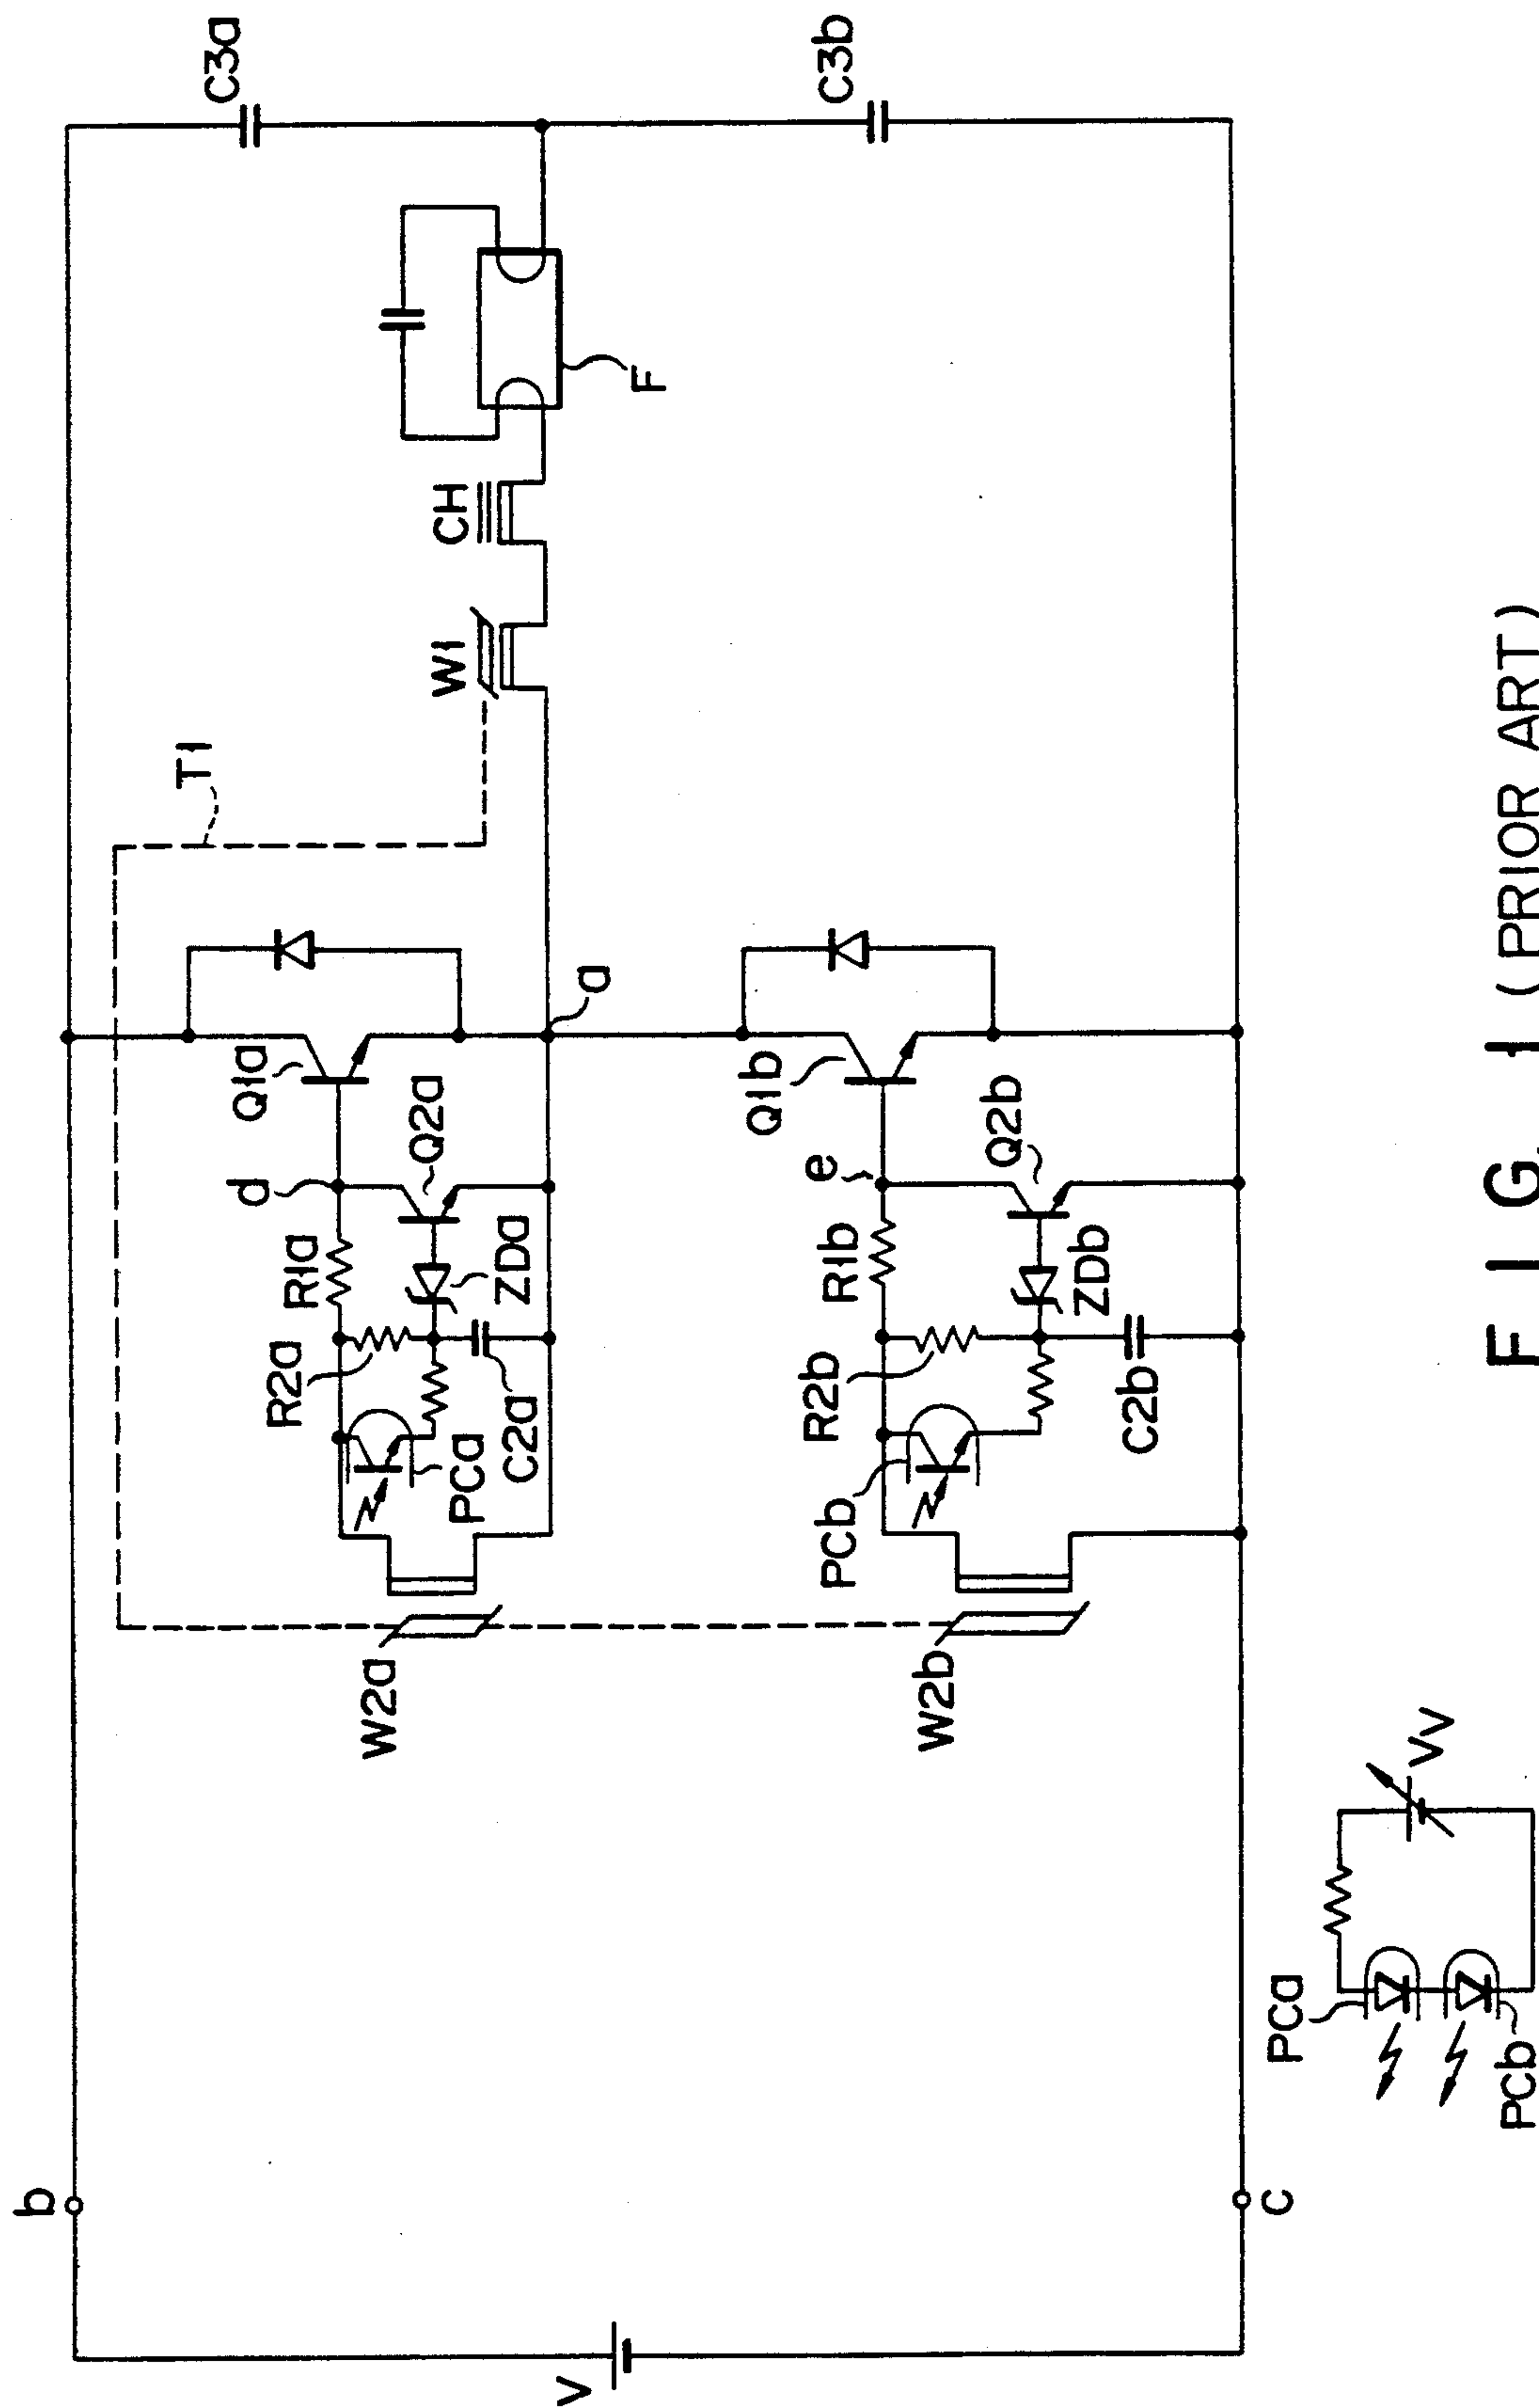 b
T1
C3a
Q1a
d
R1a
R2a
Q2a
W1
CH
W2a
PCa
C2a
ZDa
a
F
V
Q1b
e
R1b
R2b
PCb
C3b
W2b
Q2b
ZDb
C2b
c
PCa
PCb
VV
FIG. 1 (PRIOR ART)